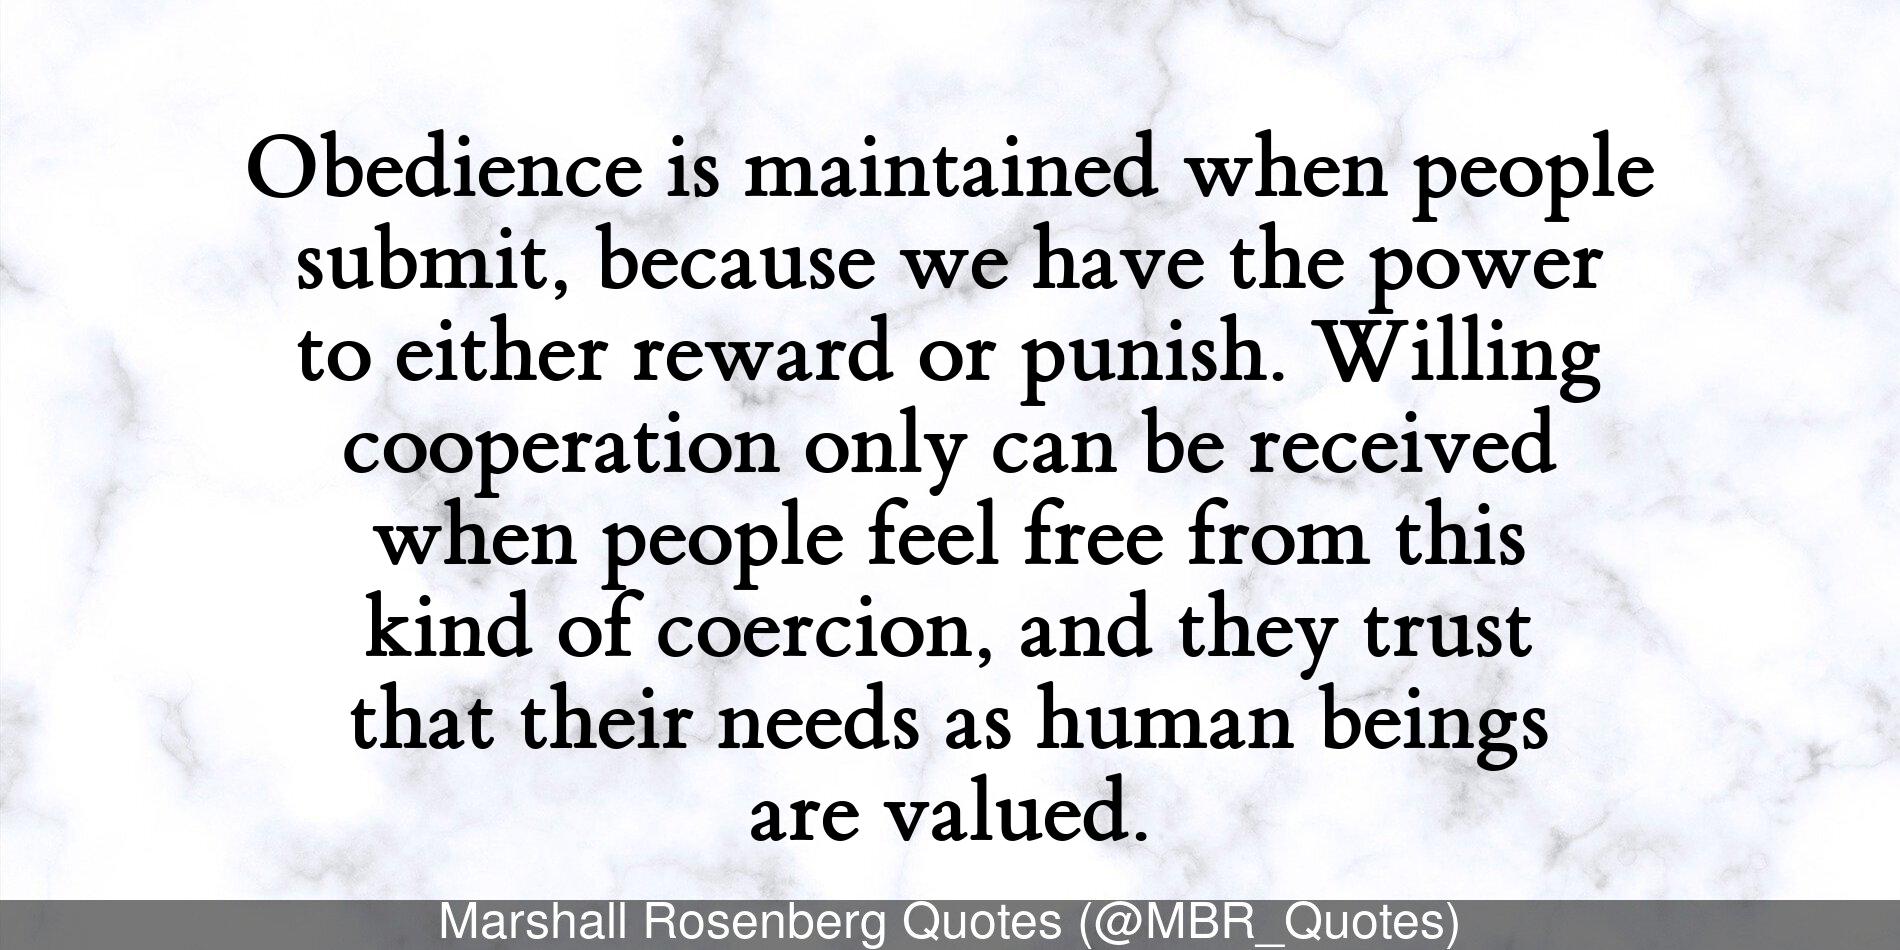 Obedience is maintained when people
submit, because we have the power
to either reward or punish. Willing
cooperation only can be received
when people feel free from this
kind of coercion, and they trust
that their needs as human beings
are valued.
Marshall Rosenberg Quotes (@MBR_Quotes)